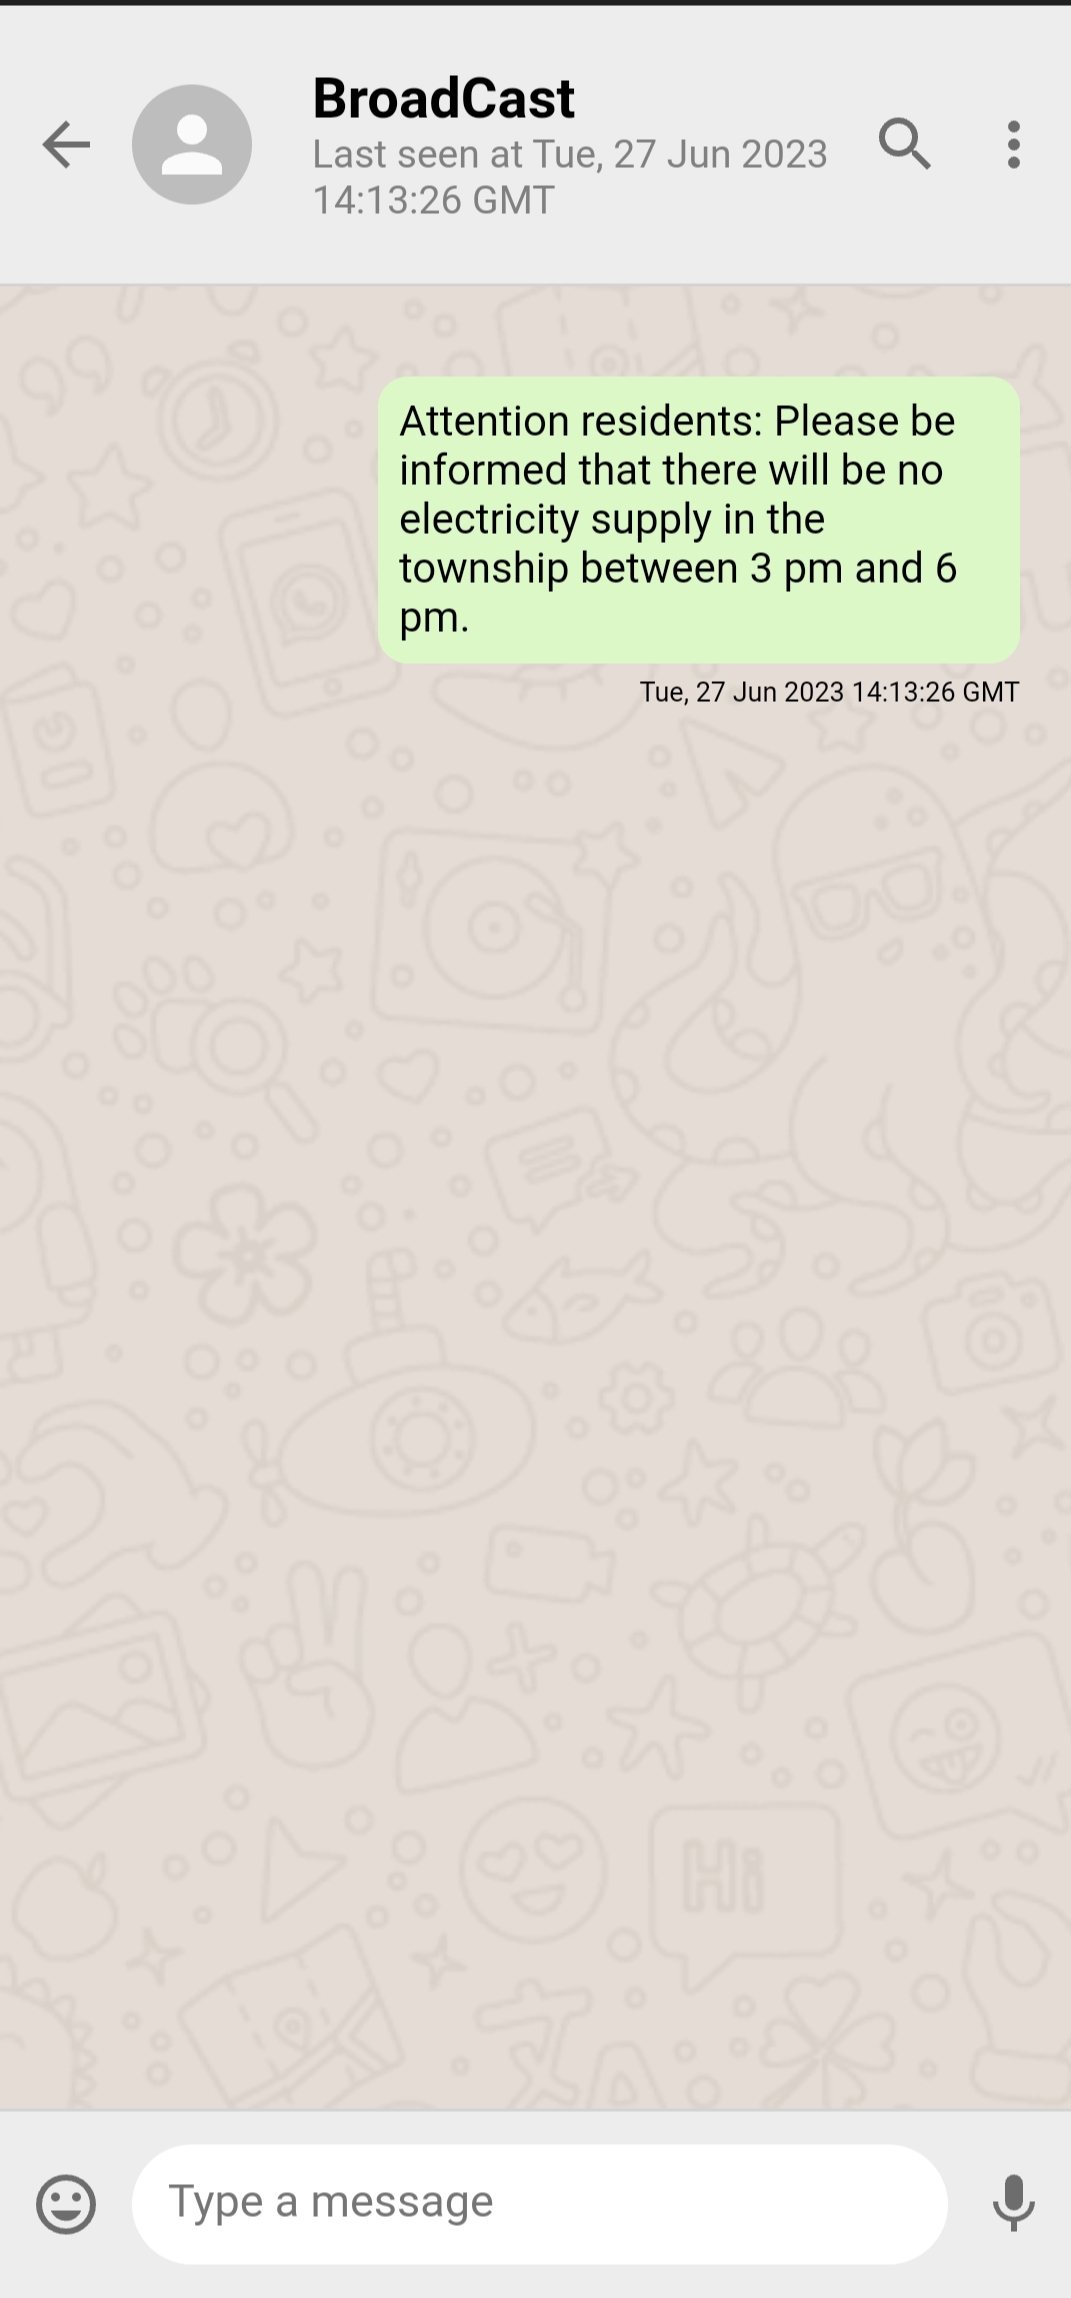 BroadCast
Last seen at Tue, 27 Jun 2023
14:13:26 GMT
Attention residents: Please be
informed that there will be no
electricity supply in the
township between 3 pm and 6
pm.
Tue, 27 Jun 2023 14:13:26 GMT
Hi
Type a message